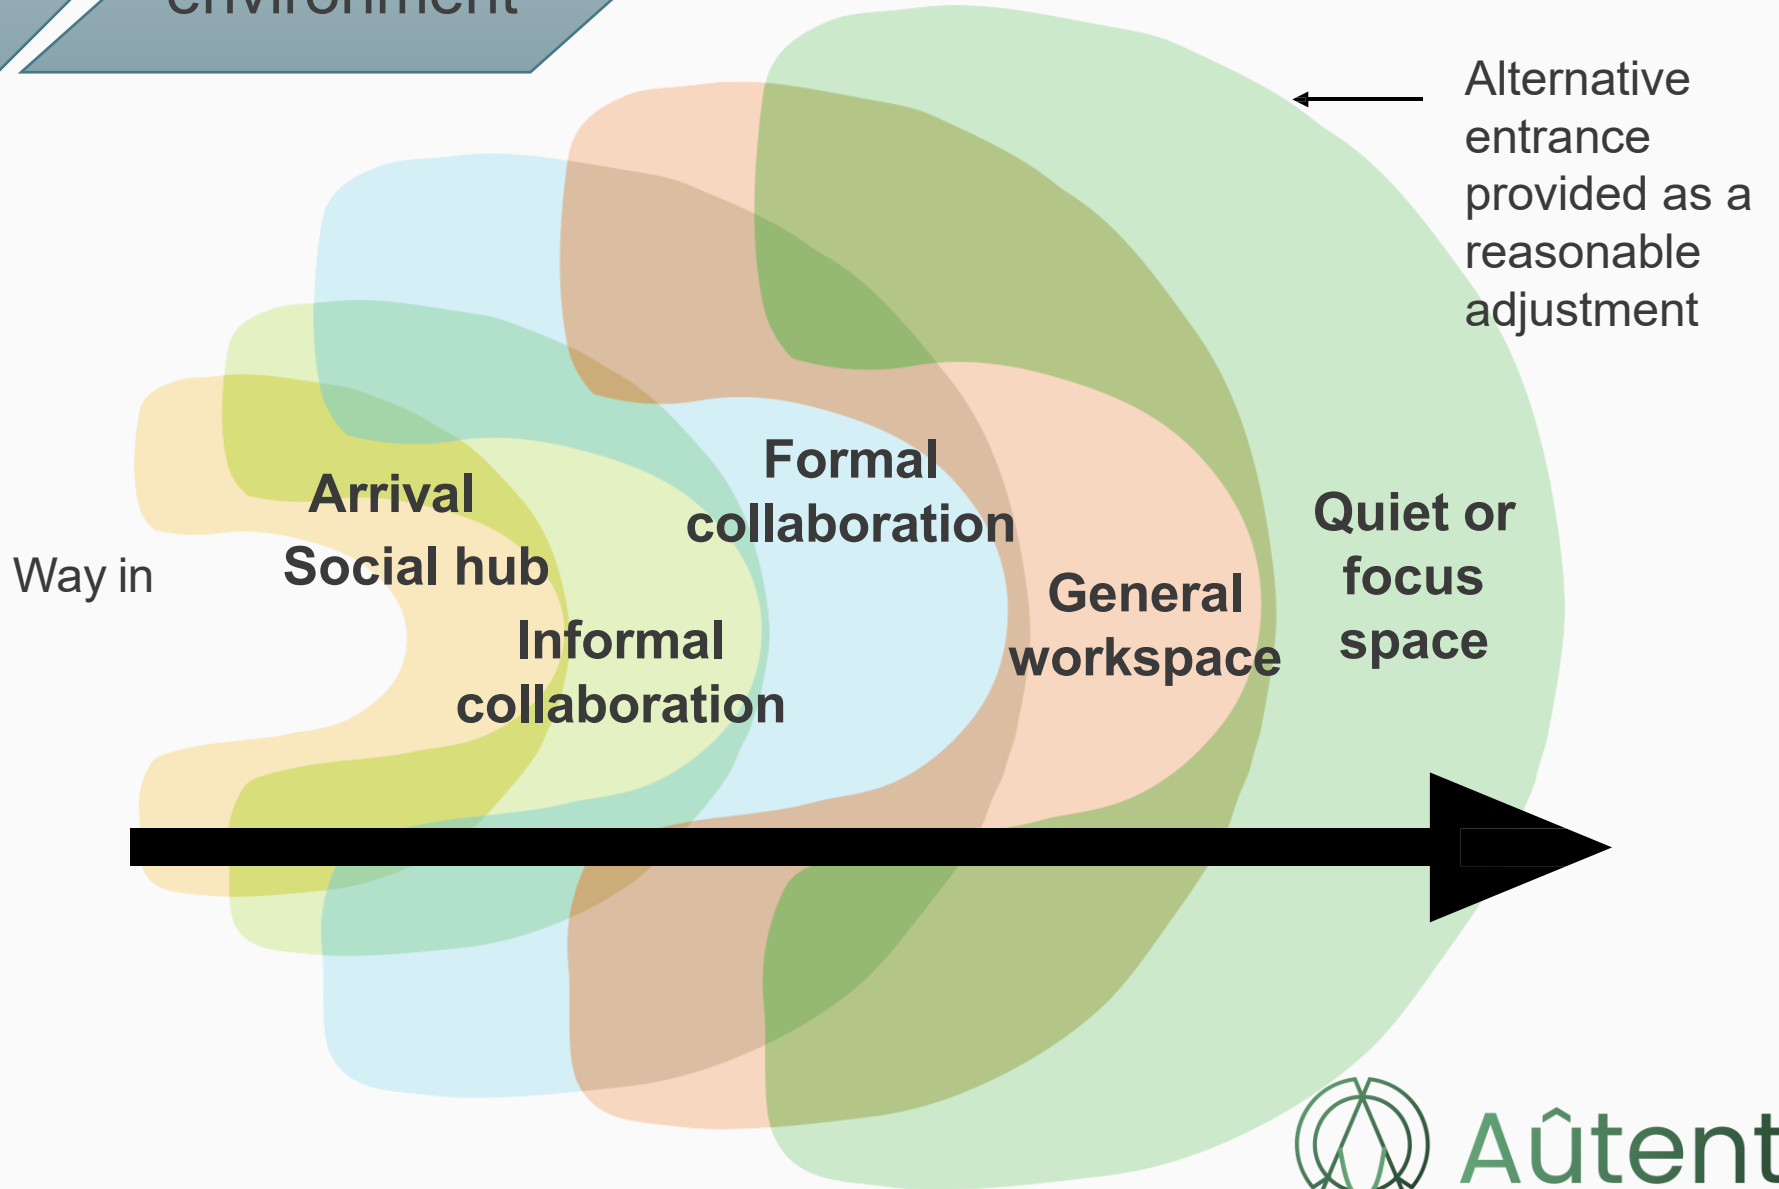 environment
Alternative
entrance
provided as a
reasonable
adjustment
Way in
Arrival
Social hub
Informal
collaboration
Formal
collaboration
General
workspace
Quiet or
focus
space
Aûtent